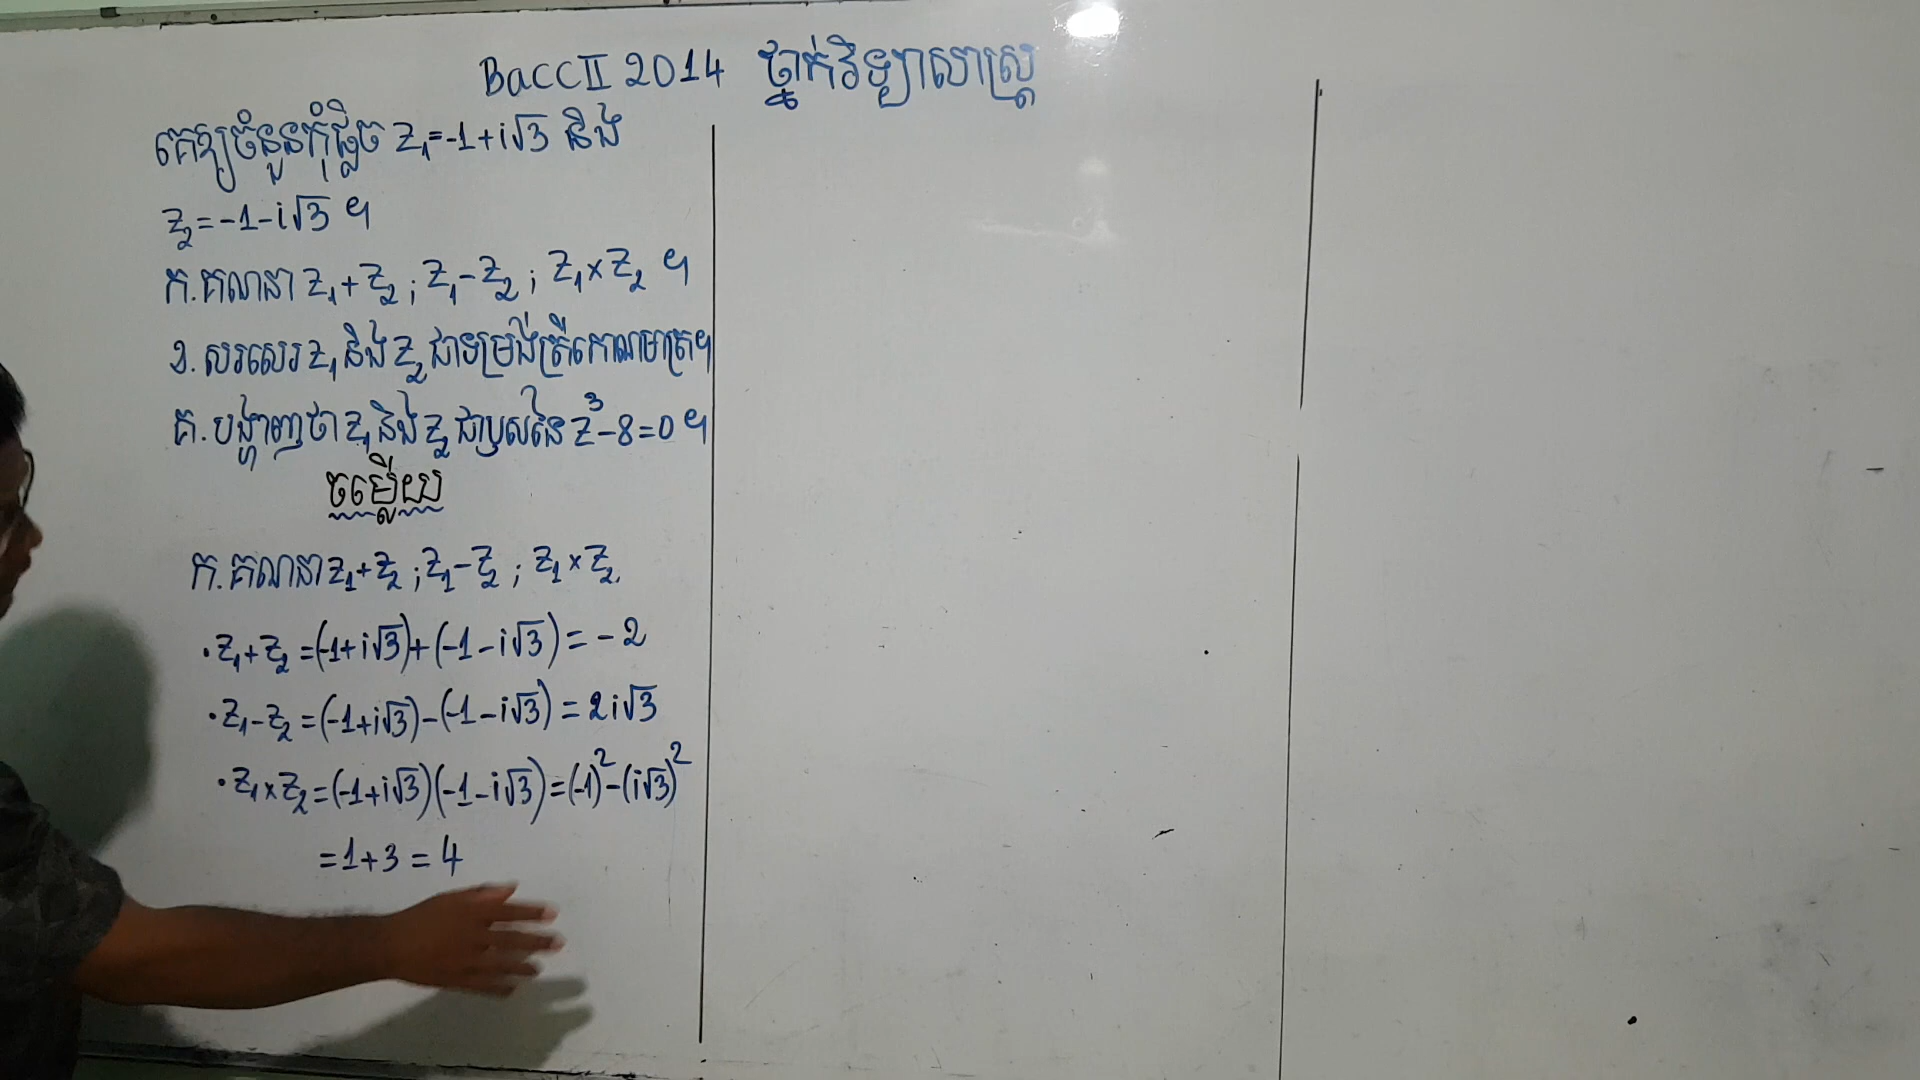 BaccII 2014 ថ្នាក់វិទ្យាសាស្ត្រ
គេឱ្យចំនួនកុំផ្លិច z₁=-1+i√3 និង
z₂=-1-i√3 ។
ក.គណនា z₁+z₂ ; z₁-z₂ ; z₁×z₂ ។
ខ.សរសេរ z₁ និង z₂ ជាទម្រង់ត្រីកោណមាត្រ។
គ.បង្ហាញថា z₁ និង z₂ ជាឫសនៃ z³-8=0 ។
ចម្លើយ
ក.គណនា z₁+z₂ ; z₁-z₂ ; z₁×z₂
•z₁+z₂=(-1+i√3)+(-1-i√3)=-2
•z₁-z₂=(-1+i√3)-(-1-i√3)=2i√3
•z₁×z₂=(-1+i√3)(-1-i√3)=(-1)²-(i√3)²
=1+3=4